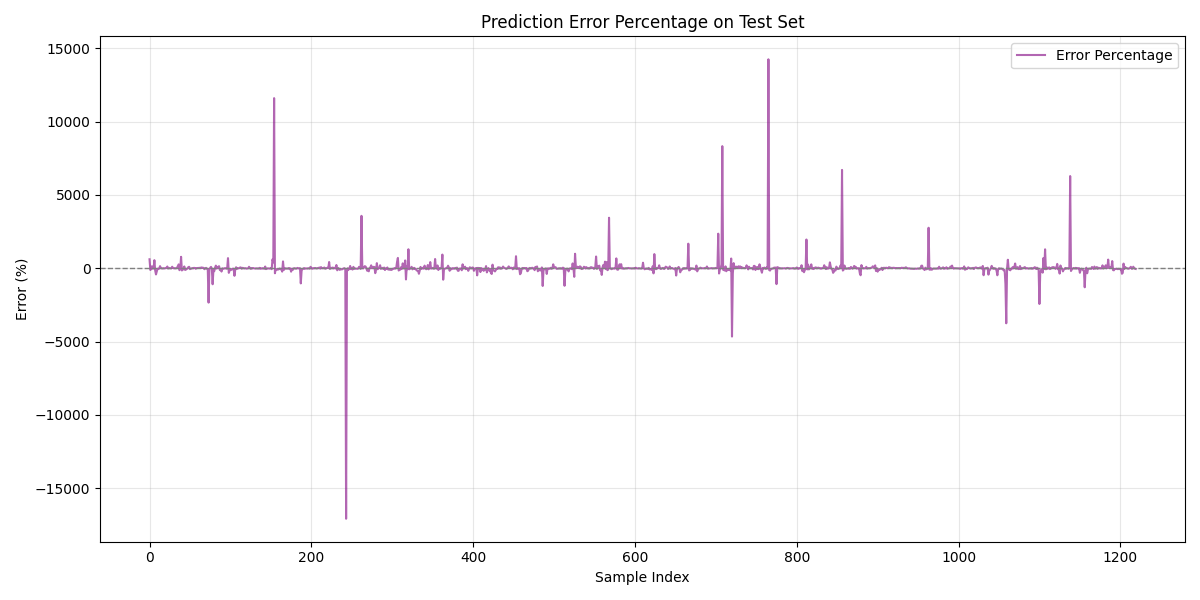 Prediction Error Percentage on Test Set
Error Percentage
15000
10000
5000
0
−5000
−10000
−15000
Error (%)
0 200 400 600 800 1000 1200
Sample Index